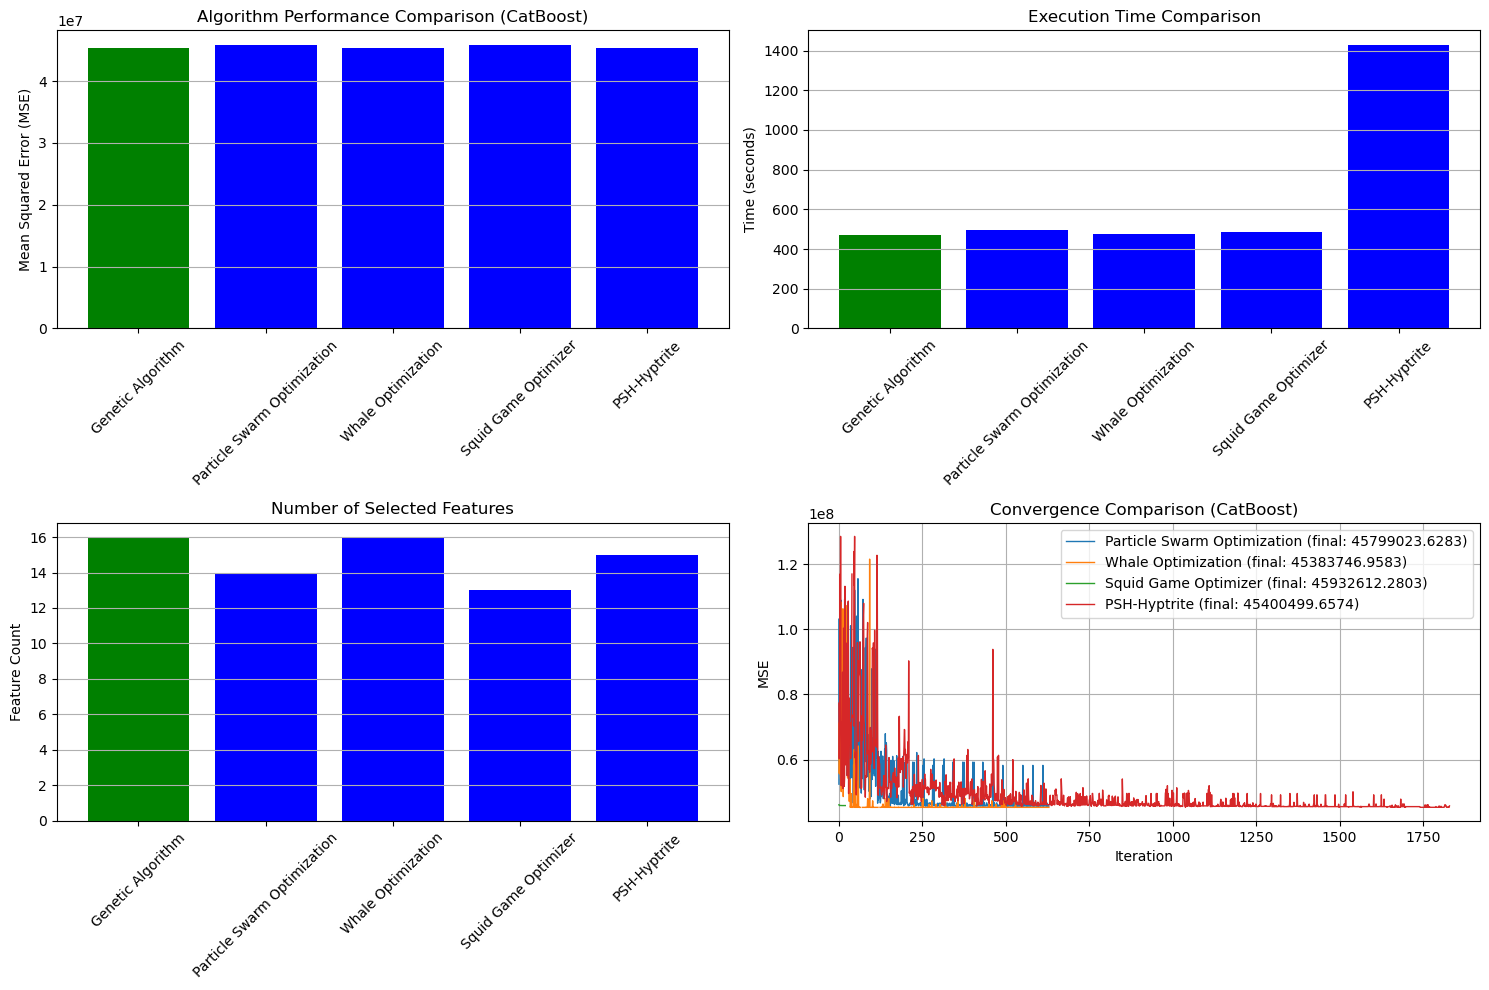 Algorithm Performance Comparison (CatBoost)
1e7
Mean Squared Error (MSE)
4
3
2
1
0
Genetic Algorithm
Particle Swarm Optimization
Whale Optimization
Squid Game Optimizer
PSH-Hyptrite
Execution Time Comparison
Time (seconds)
1400
1200
1000
800
600
400
200
0
Genetic Algorithm
Particle Swarm Optimization
Whale Optimization
Squid Game Optimizer
PSH-Hyptrite
Number of Selected Features
Feature Count
16
14
12
10
8
6
4
2
0
Genetic Algorithm
Particle Swarm Optimization
Whale Optimization
Squid Game Optimizer
PSH-Hyptrite
Convergence Comparison (CatBoost)
1e8
MSE
1.2
1.0
0.8
0.6
Particle Swarm Optimization (final: 45799023.6283)
Whale Optimization (final: 45383746.9583)
Squid Game Optimizer (final: 45932612.2803)
PSH-Hyptrite (final: 45400499.6574)
0
250
500
750
1000
1250
1500
1750
Iteration